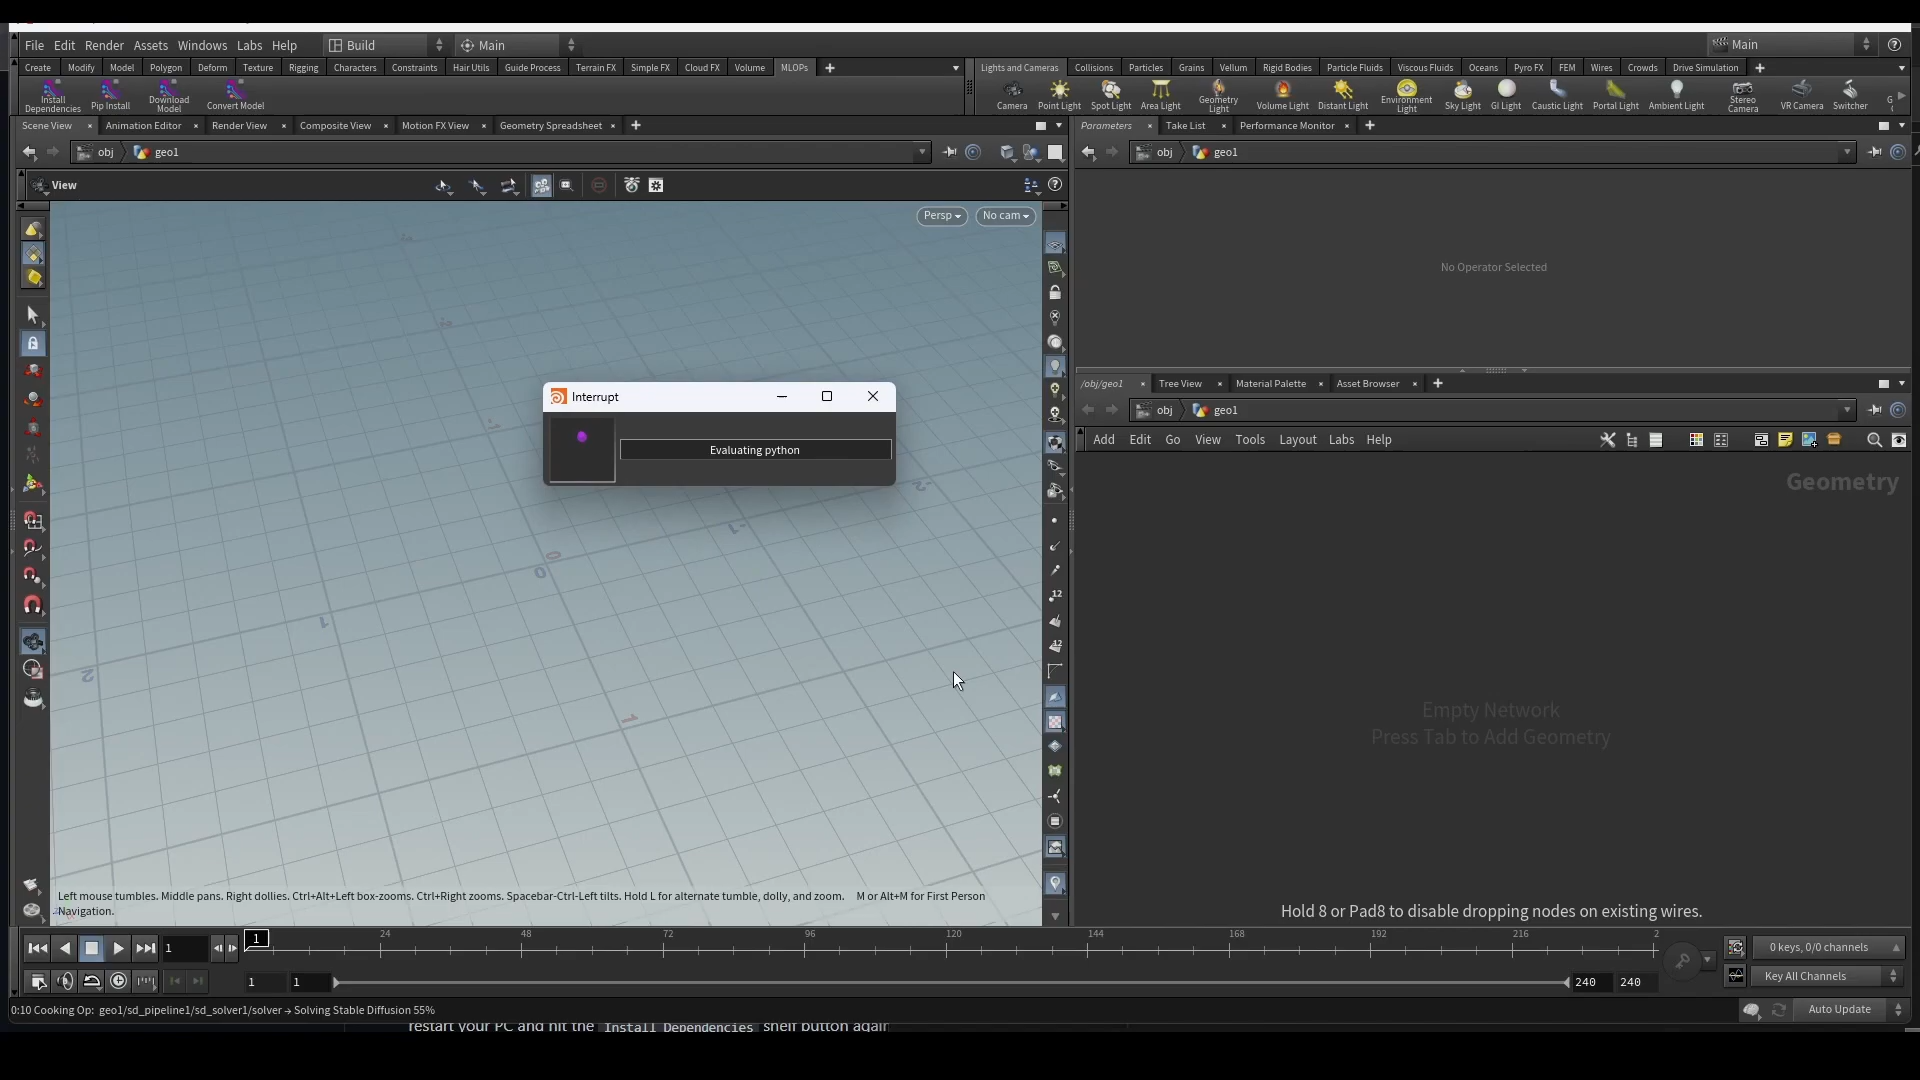 File Edit Render Assets Windows Labs Help Build Main Main
Create Modify Model Polygon Deform Texture Rigging Characters Constraints Hair Utils Guide Process Terrain FX Simple FX Cloud FX Volume MLOPs
Lights and Cameras Collisions Particles Grains Vellum Rigid Bodies Particle Fluids Viscous Fluids Oceans Pyro FX FEM Wires Crowds Drive Simulation
Install Dependencies Pip Install Download Model Convert Model
Camera Point Light Spot Light Area Light Geometry Light Volume Light Distant Light Environment Light Sky Light GI Light Caustic Light Portal Light Ambient Light Stereo Camera VR Camera Switcher
Scene View Animation Editor Render View Composite View Motion FX View Geometry Spreadsheet
Parameters Take List Performance Monitor
obj geo1
obj geo1
View
Persp No cam
No Operator Selected
Interrupt
Evaluating python
/obj/geo1 Tree View Material Palette Asset Browser
obj geo1
Add Edit Go View Tools Layout Labs Help
Geometry
Empty Network
Press Tab to Add Geometry
Hold 8 or Pad8 to disable dropping nodes on existing wires.
-2
-1
0
0
1
1
2
12
12
Left mouse tumbles. Middle pans. Right dollies. Ctrl+Alt+Left box-zooms. Ctrl+Right zooms. Spacebar-Ctrl-Left tilts. Hold L for alternate tumble, dolly, and zoom. M or Alt+M for First Person
Navigation.
1 1 24 48 72 96 120 144 168 192 216 2
0 keys, 0/0 channels
1 1 240 240
Key All Channels
0:10 Cooking Op: geo1/sd_pipeline1/sd_solver1/solver → Solving Stable Diffusion 55%
Auto Update
restart your PC and hit the Install Dependencies shelf button again